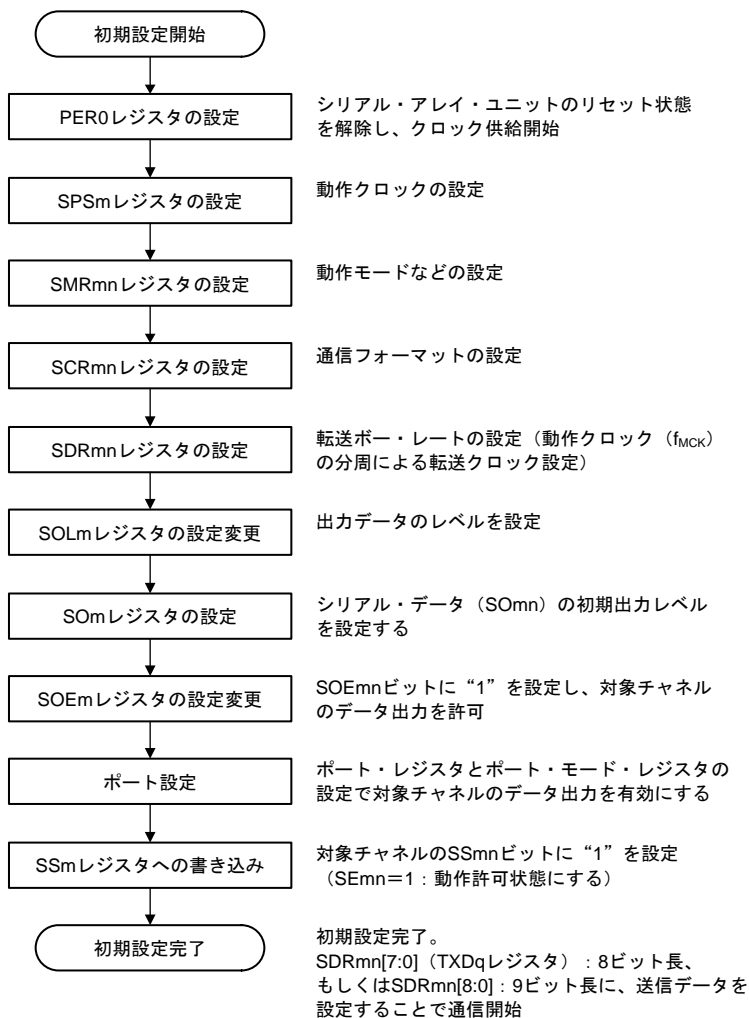 初期設定開始
PER0レジスタの設定
シリアル・アレイ・ユニットのリセット状態
を解除し、クロック供給開始
SPSmレジスタの設定
動作クロックの設定
SMRmnレジスタの設定
動作モードなどの設定
SCRmnレジスタの設定
通信フォーマットの設定
SDRmnレジスタの設定
転送ボー・レートの設定（動作クロック（fMCK）
の分周による転送クロック設定）
SOLmレジスタの設定変更
出力データのレベルを設定
SOmレジスタの設定
シリアル・データ（SOmn）の初期出力レベル
を設定する
SOEmレジスタの設定変更
SOEmnビットに“1”を設定し、対象チャネル
のデータ出力を許可
ポート設定
ポート・レジスタとポート・モード・レジスタの
設定で対象チャネルのデータ出力を有効にする
SSmレジスタへの書き込み
対象チャネルのSSmnビットに“1”を設定
（SEmn＝1：動作許可状態にする）
初期設定完了
初期設定完了。
SDRmn[7:0]（TXDqレジスタ）：8ビット長、
もしくはSDRmn[8:0]：9ビット長に、送信データを
設定することで通信開始